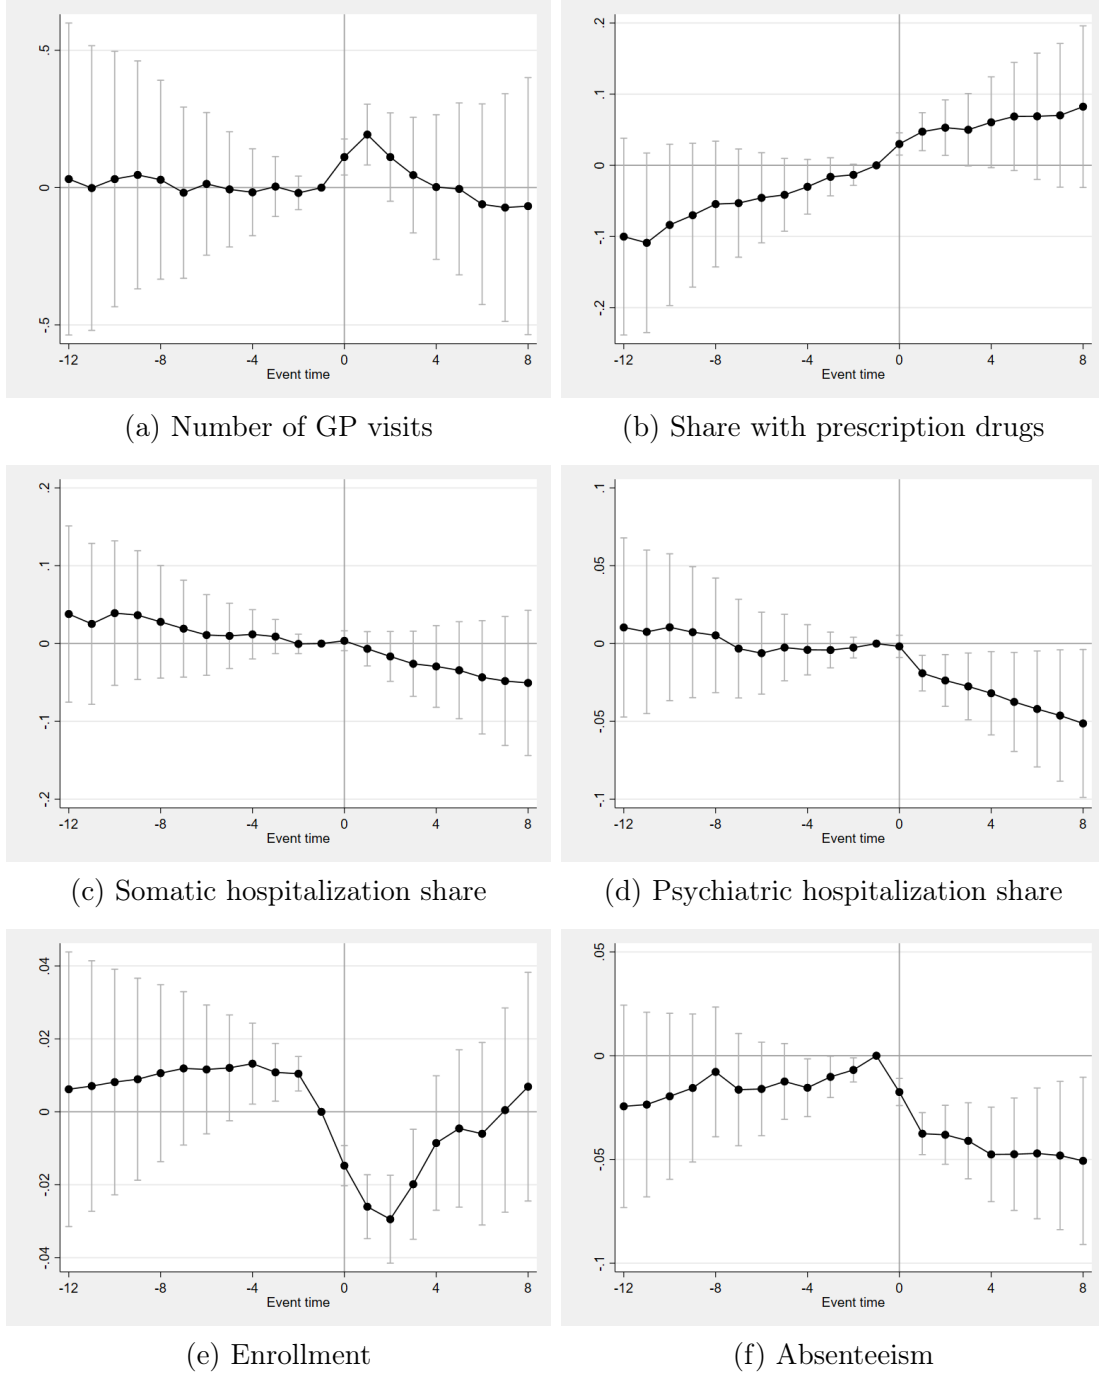 .5
0
-.5
-12 -8 -4 0 4 8
Event time
(a) Number of GP visits
.2
.1
0
-.1
-.2
-12 -8 -4 0 4 8
Event time
(b) Share with prescription drugs
.2
.1
0
-.1
-.2
-12 -8 -4 0 4 8
Event time
(c) Somatic hospitalization share
.1
.05
0
-.05
-.1
-12 -8 -4 0 4 8
Event time
(d) Psychiatric hospitalization share
.04
.02
0
-.02
-.04
-12 -8 -4 0 4 8
Event time
(e) Enrollment
.05
0
-.05
-.1
-12 -8 -4 0 4 8
Event time
(f) Absenteeism